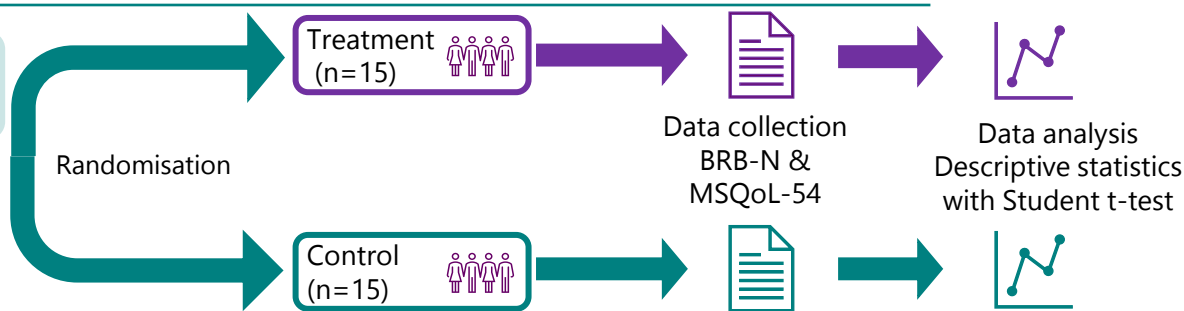 Randomisation
Treatment
(n=15)
Control
(n=15)
Data collection
BRB-N &
MSQoL-54
Data analysis
Descriptive statistics
with Student t-test